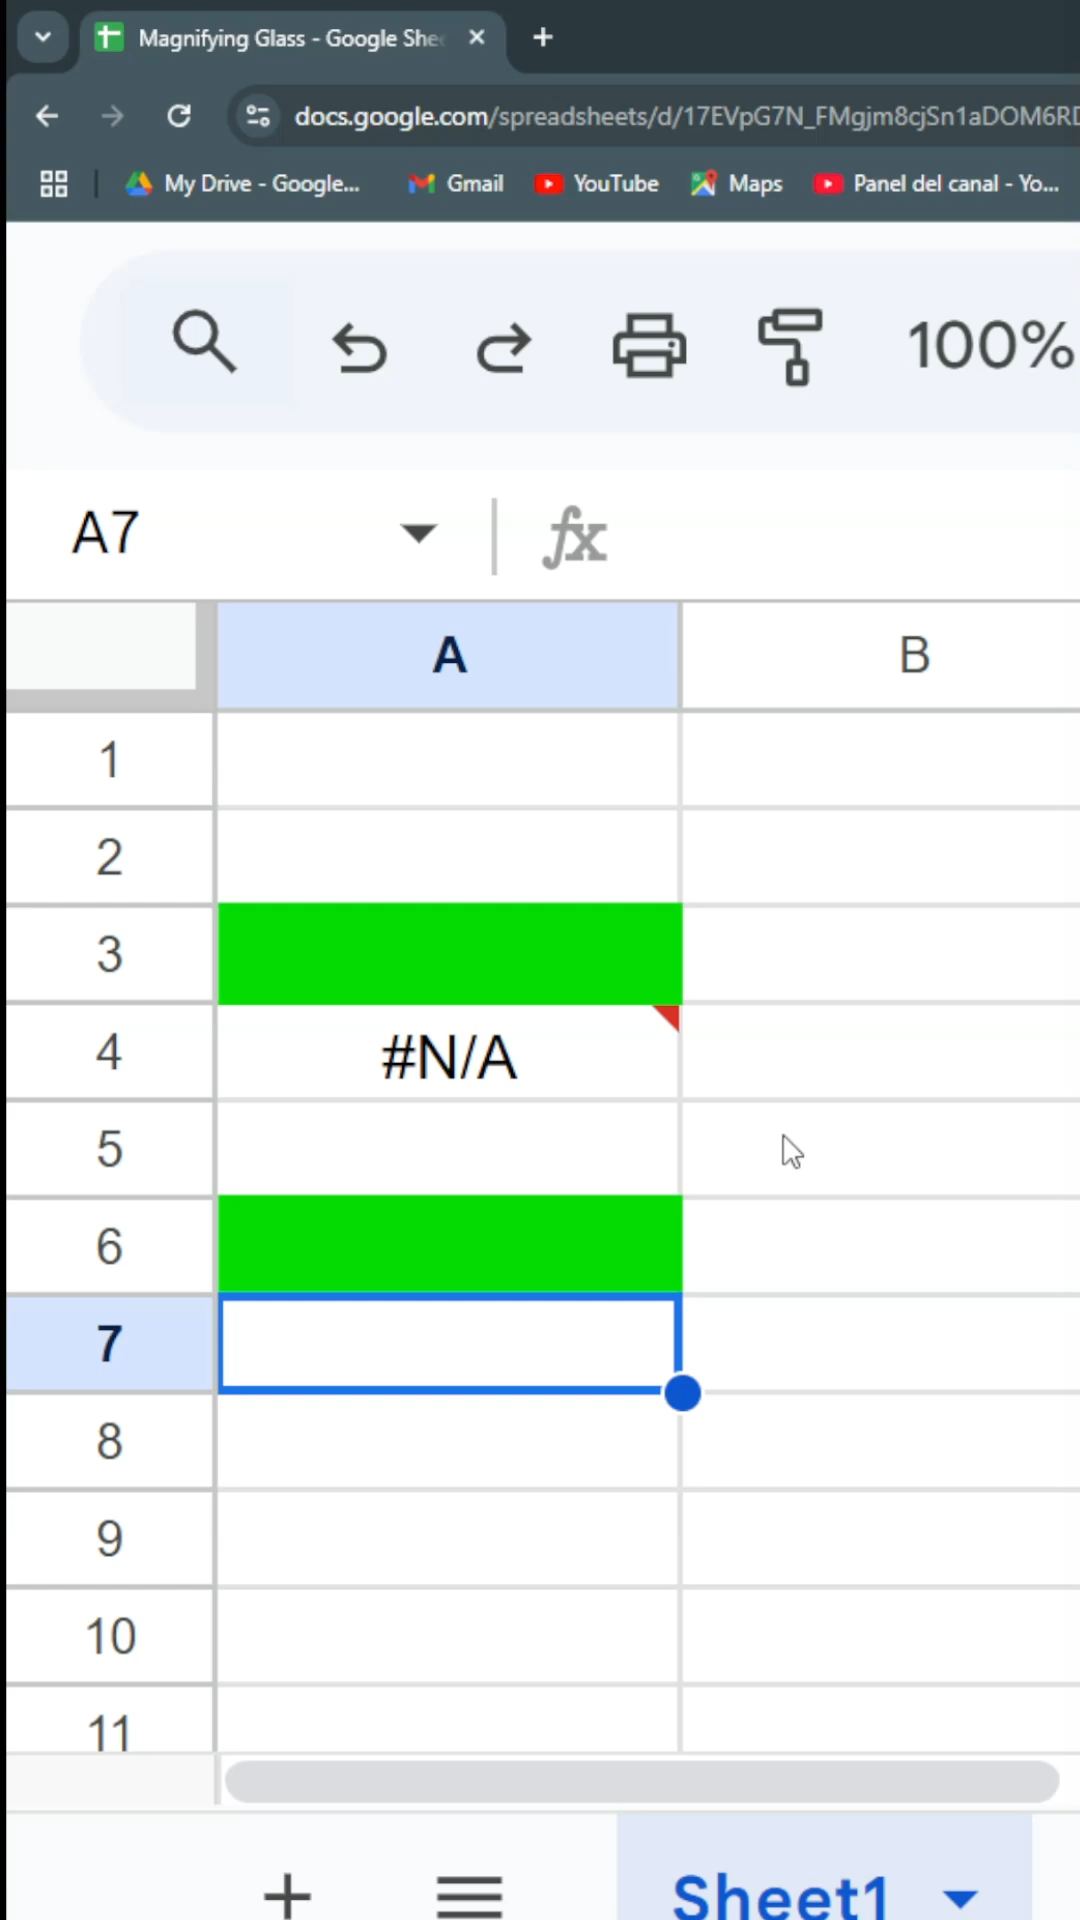 Magnifying Glass - Google She
docs.google.com/spreadsheets/d/17EVpG7N_FMgjm8cjSn1aDOM6RD
My Drive - Google... Gmail YouTube Maps Panel del canal - Yo...
100%
A7 fx
A B
1
2
3
4 #N/A
5
6
7
8
9
10
11
Sheet1